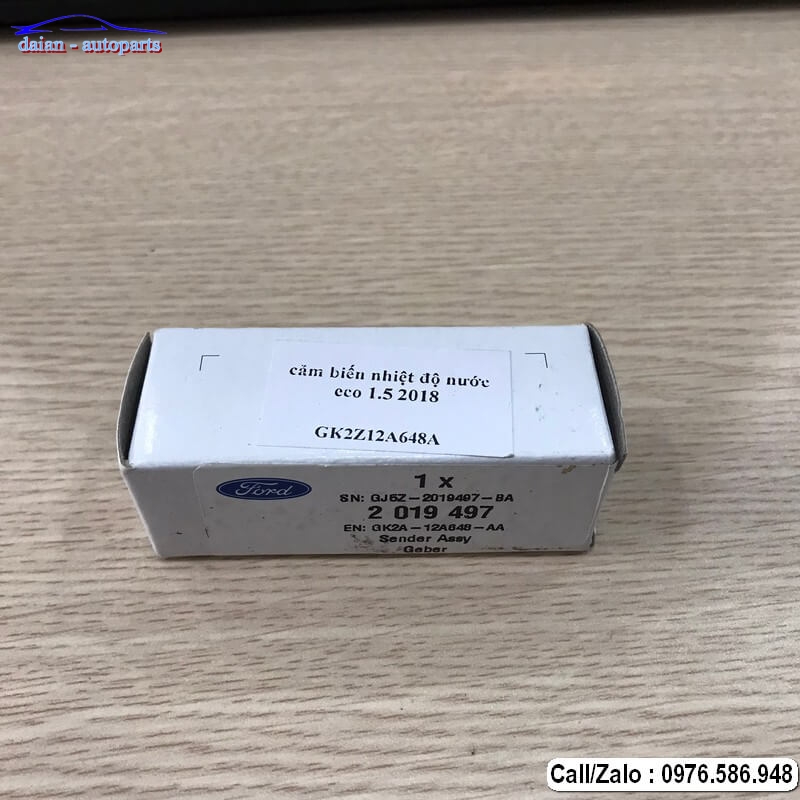 daian - autoparts
cảm biến nhiệt độ nước
eco 1.5 2018
GK2Z12A648A
Ford
1 x
SN: GJ6Z-2019497-BA
2 019 497
EN: GK2A-12A648-AA
Sender Assy
Geber
Call/Zalo : 0976.586.948